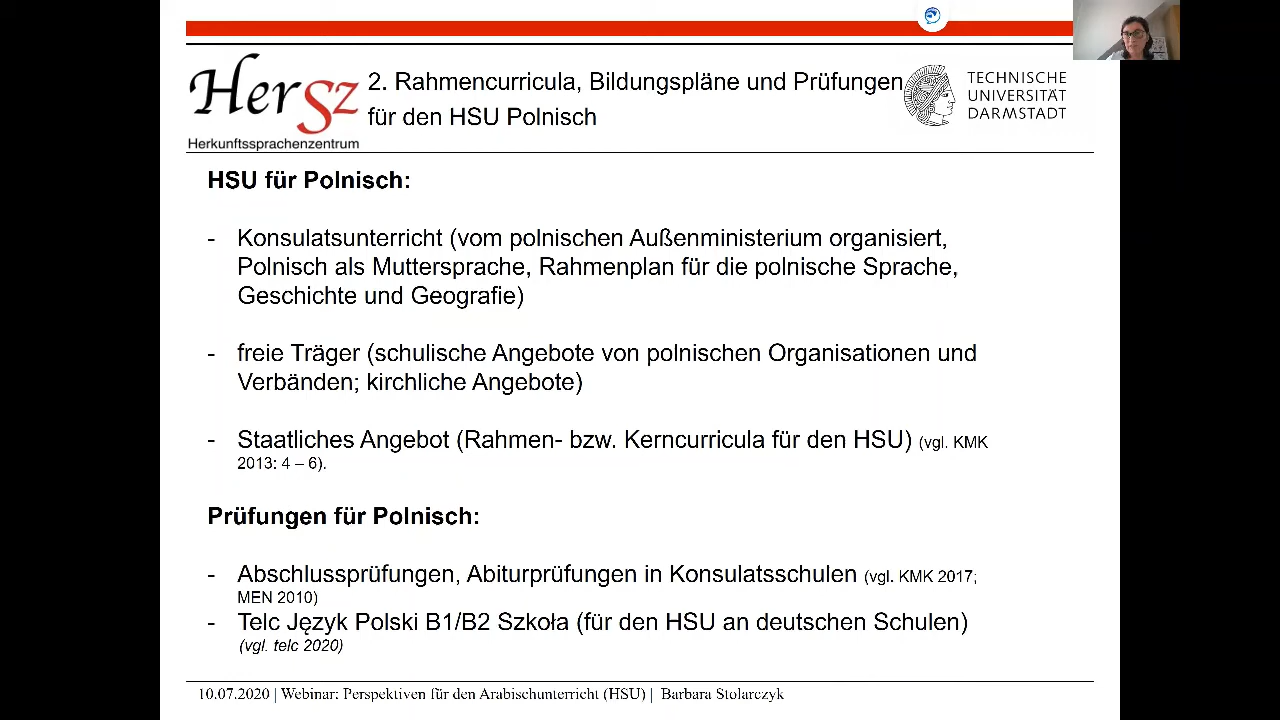 HerSz
Herkunftssprachenzentrum
2. Rahmencurricula, Bildungspläne und Prüfungen
für den HSU Polnisch
TECHNISCHE
UNIVERSITÄT
DARMSTADT
HSU für Polnisch:
- Konsulatsunterricht (vom polnischen Außenministerium organisiert,
Polnisch als Muttersprache, Rahmenplan für die polnische Sprache,
Geschichte und Geografie)
- freie Träger (schulische Angebote von polnischen Organisationen und
Verbänden; kirchliche Angebote)
- Staatliches Angebot (Rahmen- bzw. Kerncurricula für den HSU) (vgl. KMK
2013: 4 – 6).
Prüfungen für Polnisch:
- Abschlussprüfungen, Abiturprüfungen in Konsulatsschulen (vgl. KMK 2017;
MEN 2010)
- Telc Język Polski B1/B2 Szkoła (für den HSU an deutschen Schulen)
(vgl. telc 2020)
10.07.2020 | Webinar: Perspektiven für den Arabischunterricht (HSU) | Barbara Stolarczyk